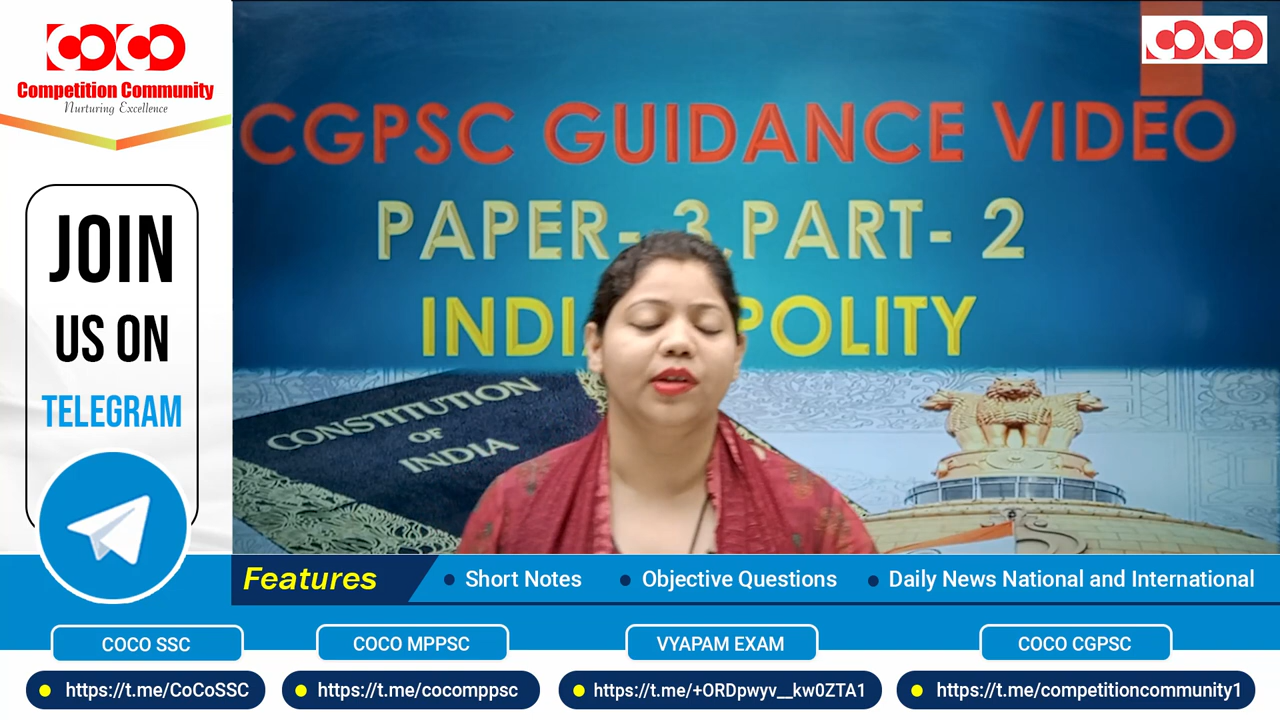 COCO
Competition Community
Nurturing Excellence
JOIN
US ON
TELEGRAM
COCO
CGPSC GUIDANCE VIDEO
PAPER- 3,PART- 2
POLITY
CONSTITUTION
OF
INDIA
Features
Short Notes
Objective Questions
Daily News National and International
COCO SSC
COCO MPPSC
VYAPAM EXAM
COCO CGPSC
https://t.me/CoCoSSC
https://t.me/cocomppsc
https://t.me/+ORDpwyv__kw0ZTA1
https://t.me/competitioncommunity1